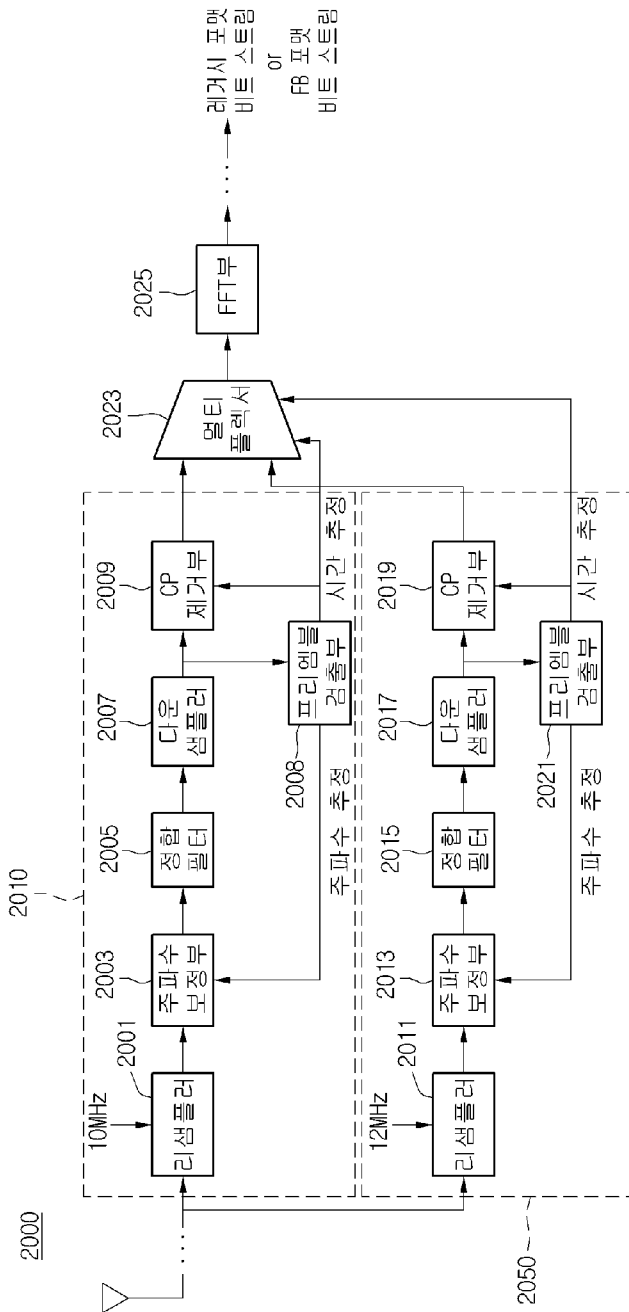 2000
2010
10MHz
2001
리샘플러
2003
주파수
보정부
2005
정합
필터
2007
다운
샘플러
2009
CP
제거부
2008
프리엠블
검출부
주파수 추정
시간 추정
2023
멀티
플렉서
2025
FFT부
레거시 포맷
비트 스트림
or
FB 포맷
비트 스트림
12MHz
2011
리샘플러
2013
주파수
보정부
2015
정합
필터
2017
다운
샘플러
2019
CP
제거부
2021
프리엠블
검출부
주파수 추정
시간 추정
2050